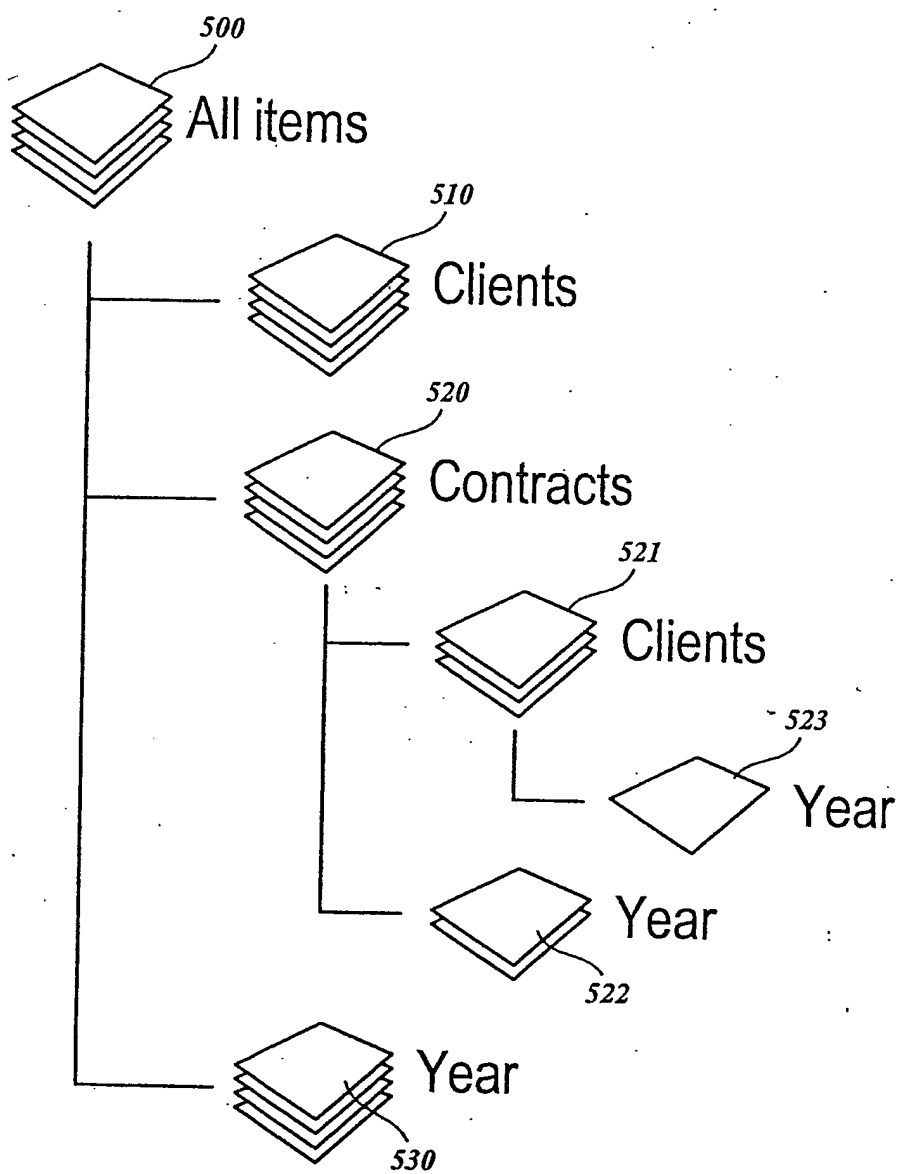 500
All items
510
Clients
520
Contracts
521
Clients
523
Year
Year
522
Year
530